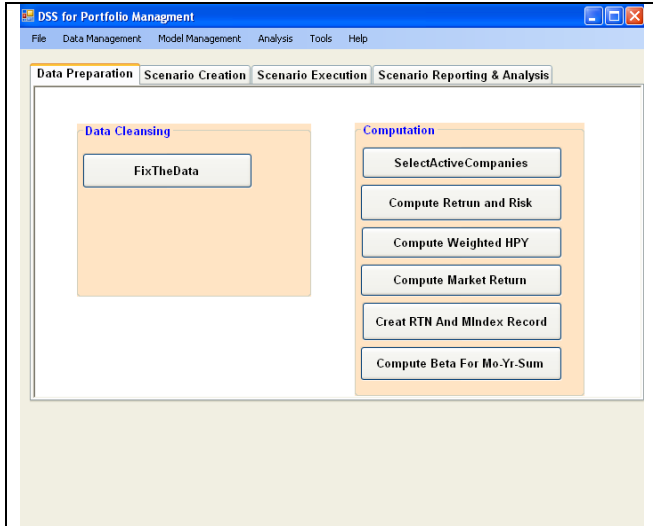 DSS for Portfolio Managment
File Data Management Model Management Analysis Tools Help
Data Preparation Scenario Creation Scenario Execution Scenario Reporting & Analysis
Data Cleansing
FixTheData
Computation
SelectActiveCompanies
Compute Retrun and Risk
Compute Weighted HPY
Compute Market Return
Creat RTN And MIndex Record
Compute Beta For Mo-Yr-Sum